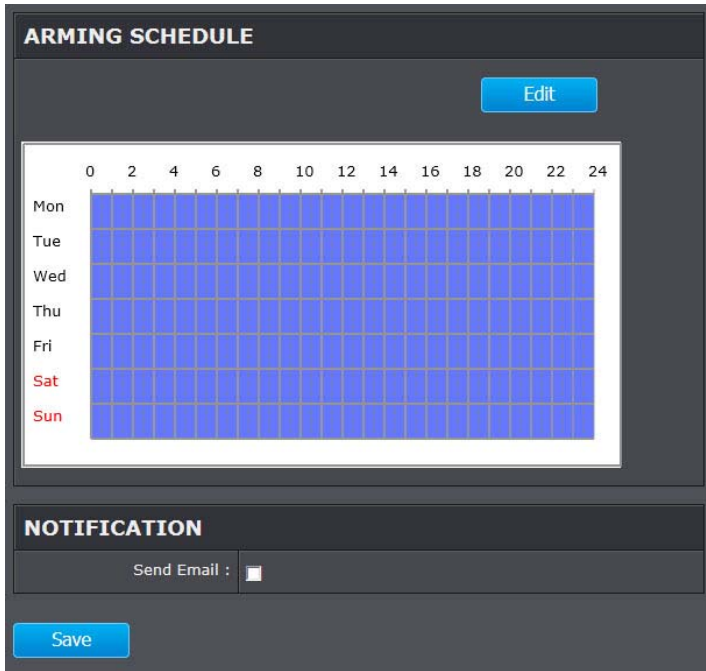 ARMING SCHEDULE
Edit
0 2 4 6 8 10 12 14 16 18 20 22 24
Mon
Tue
Wed
Thu
Fri
Sat
Sun
NOTIFICATION
Send Email :
Save